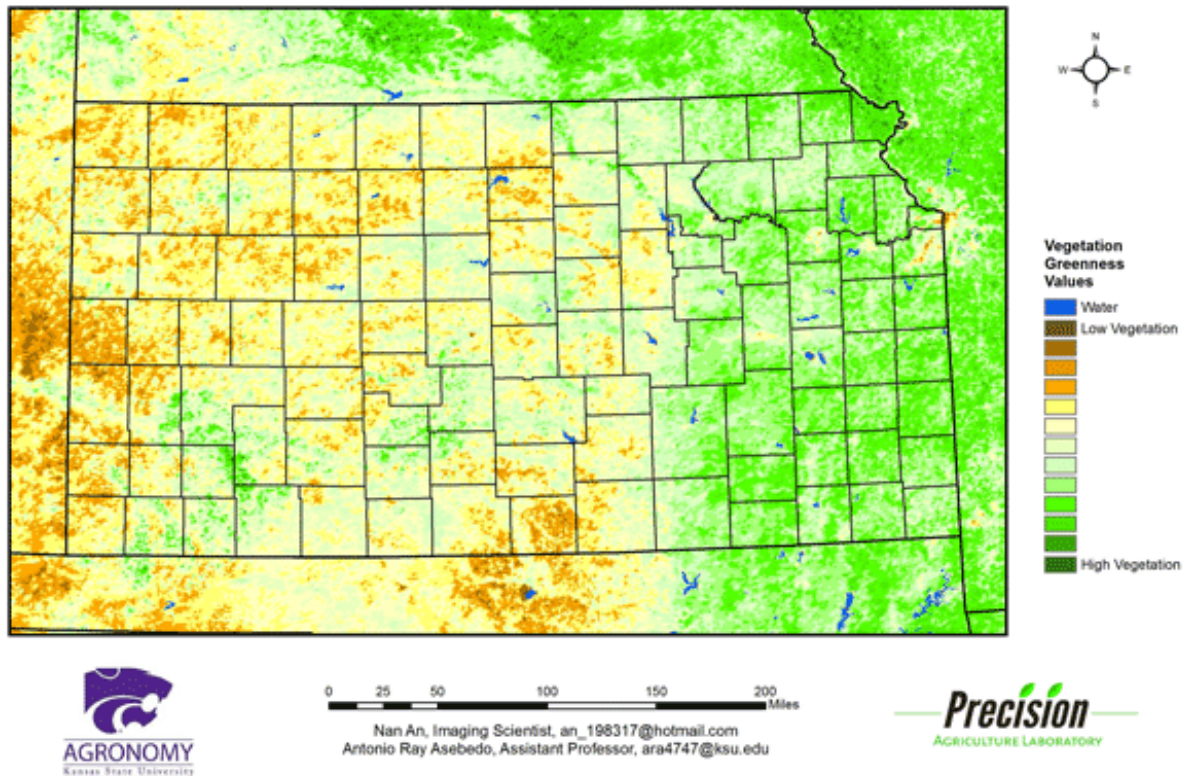 N
W
E
S
Vegetation
Greenness
Values
Water
Low Vegetation
High Vegetation
0 25 50 100 150 200
Miles
Nan An, Imaging Scientist, an_198317@hotmail.com
Antonio Ray Asebedo, Assistant Professor, ara4747@ksu.edu
AGRONOMY
Kansas State University
Precision
AGRICULTURE LABORATORY